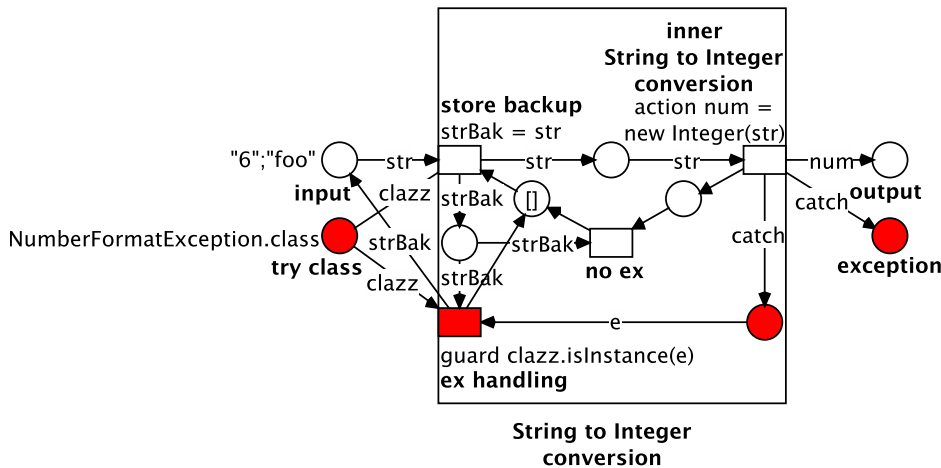 inner
String to Integer
conversion
action num =
new Integer(str)
store backup
strBak = str
"6";"foo"
str
str
str
num
input
clazz
strBak
[]
catch
output
NumberFormatException.class
strBak
strBak
catch
try class
no ex
exception
clazz
strBak
e
guard clazz.isInstance(e)
ex handling
String to Integer
conversion